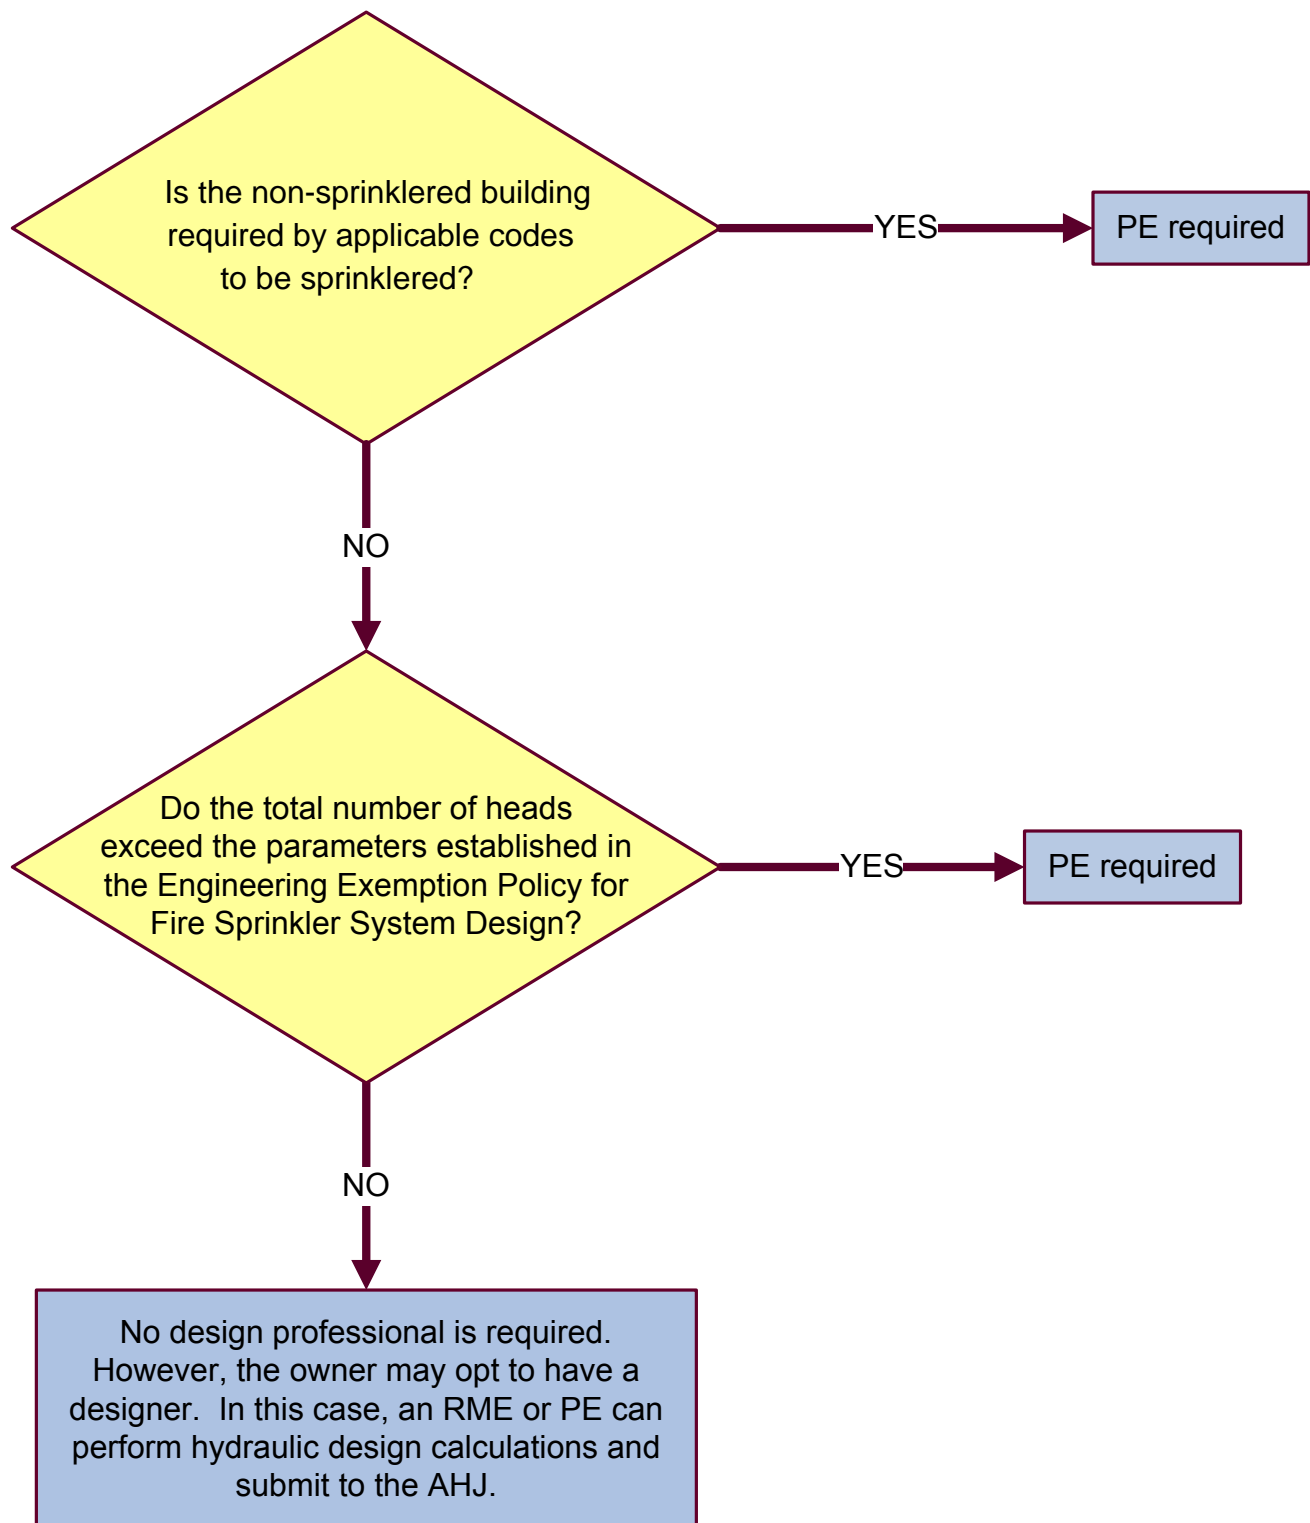 Is the non-sprinklered building
required by applicable codes
to be sprinklered?
YES
PE required
NO
Do the total number of heads
exceed the parameters established in
the Engineering Exemption Policy for
Fire Sprinkler System Design?
YES
PE required
NO
No design professional is required.
However, the owner may opt to have a
designer.  In this case, an RME or PE can
perform hydraulic design calculations and
submit to the AHJ.